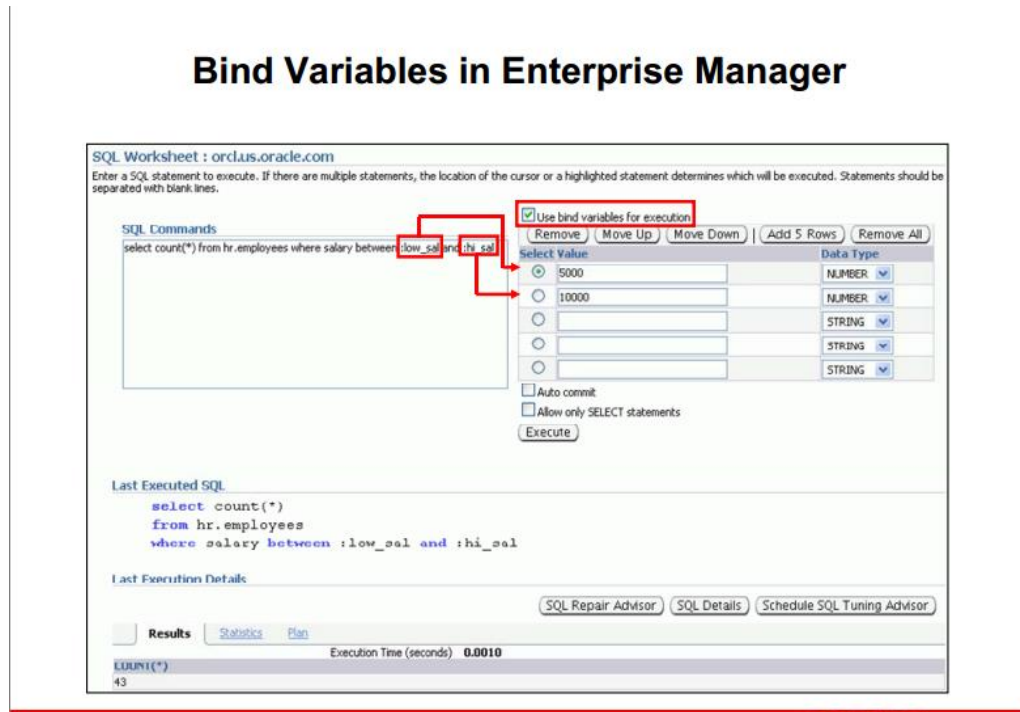 Bind Variables in Enterprise Manager
SQL Worksheet : orcl.us.oracle.com
Enter a SQL statement to execute. If there are multiple statements, the location of the cursor or a highlighted statement determines which will be executed. Statements should be
separated with blank lines.
SQL Commands
select count(*) from hr.employees where salary between :low_sal and :hi_sal
Use bind variables for execution
Remove Move Up Move Down | Add 5 Rows Remove All
Select Value Data Type
5000 NUMBER
10000 NUMBER
STRING
STRING
STRING
Auto commit
Allow only SELECT statements
Execute
Last Executed SQL
select count(*)
from hr.employees
where salary between :low_sal and :hi_sal
Last Execution Details
SQL Repair Advisor SQL Details Schedule SQL Tuning Advisor
Results Statistics Plan
Execution Time (seconds) 0.0010
COUNT(*)
43